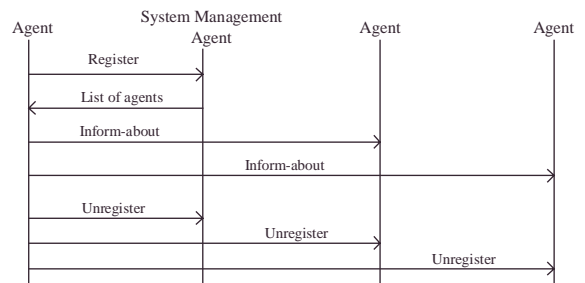 System Management
Agent
Agent
Agent
Agent
Register
List of agents
Inform-about
Inform-about
Unregister
Unregister
Unregister